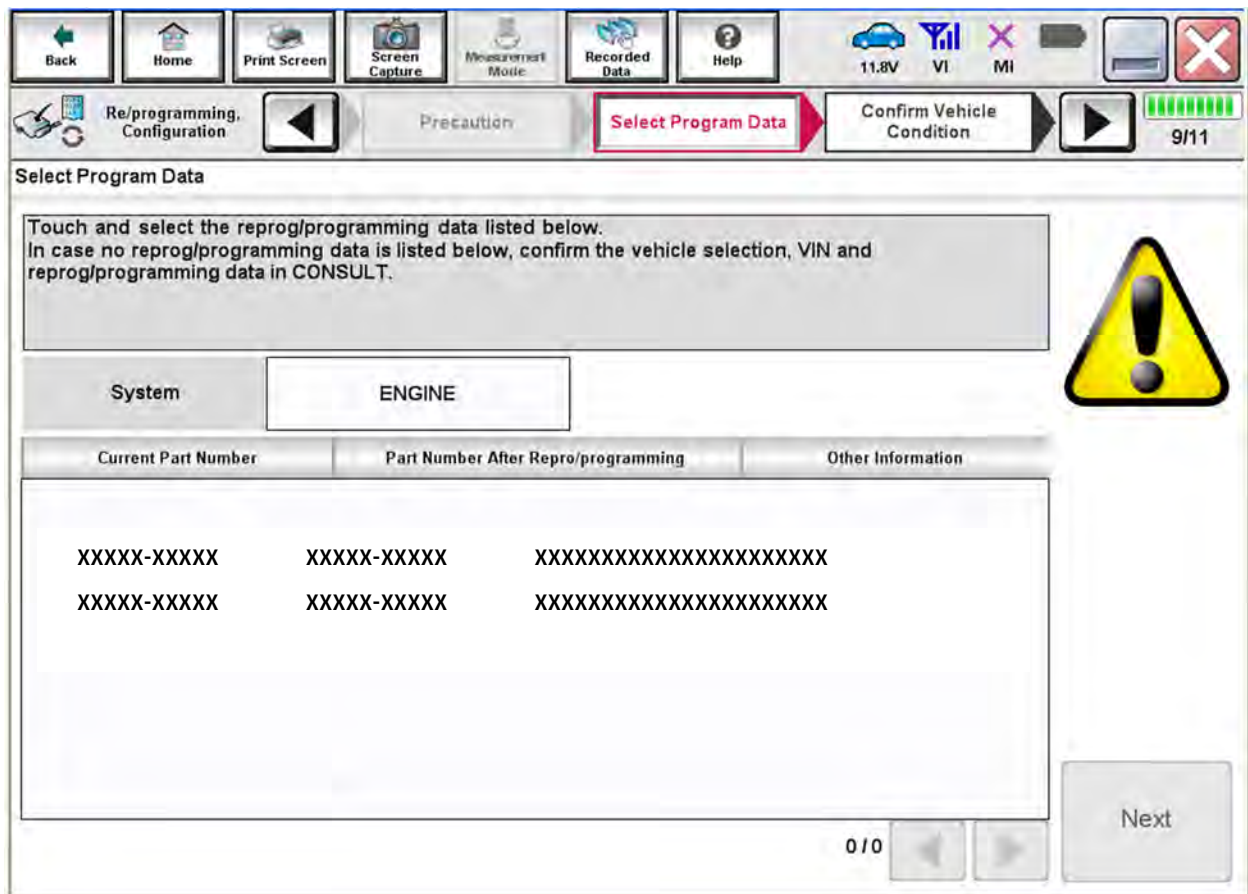 Back
Home
Print Screen
Screen
Capture
Measurement
Mode
Recorded
Data
Help
11.8V
VI
MI
Re/programming,
Configuration
Precaution
Select Program Data
Confirm Vehicle
Condition
9/11
Select Program Data
Touch and select the reprog/programming data listed below.
In case no reprog/programming data is listed below, confirm the vehicle selection, VIN and
reprog/programming data in CONSULT.
System
ENGINE
Current Part Number
Part Number After Repro/programming
Other Information
XXXXX-XXXXX XXXXX-XXXXX XXXXXXXXXXXXXXXXXXXXXX
XXXXX-XXXXX XXXXX-XXXXX XXXXXXXXXXXXXXXXXXXXXX
Next
0/0